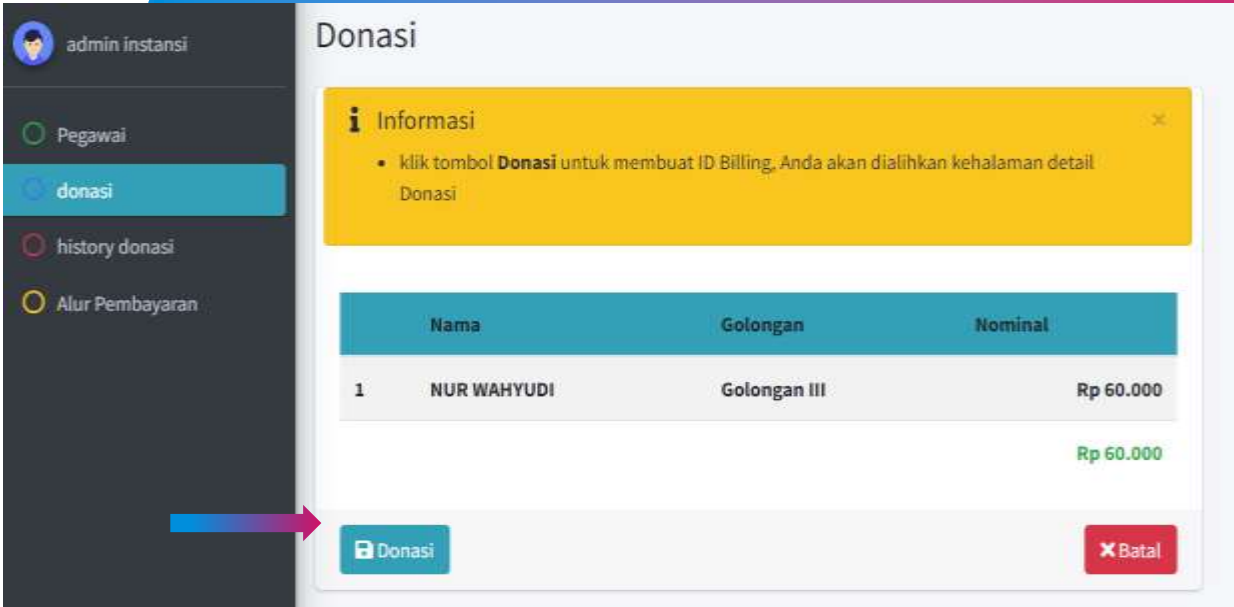 admin instansi
Pegawai
donasi
history donasi
Alur Pembayaran
Donasi
Informasi
klik tombol Donasi untuk membuat ID Billing, Anda akan dialihkan kehalaman detail
Donasi
Nama Golongan Nominal
1 NUR WAHYUDI Golongan III Rp 60.000
Rp 60.000
Donasi
Batal